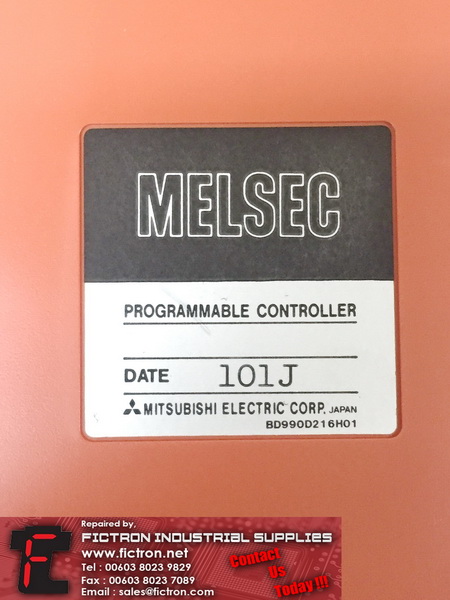 MELSEC
PROGRAMMABLE CONTROLLER
DATE 101J
MITSUBISHI ELECTRIC CORP. JAPAN
BD990D216H01
Repaired by,
FICTRON INDUSTRIAL SUPPLIES
www.fictron.net
Tel : 00603 8023 9829
Fax : 00603 8023 7089
Email : sales@fictron.com
Contact
Us
Today !!!